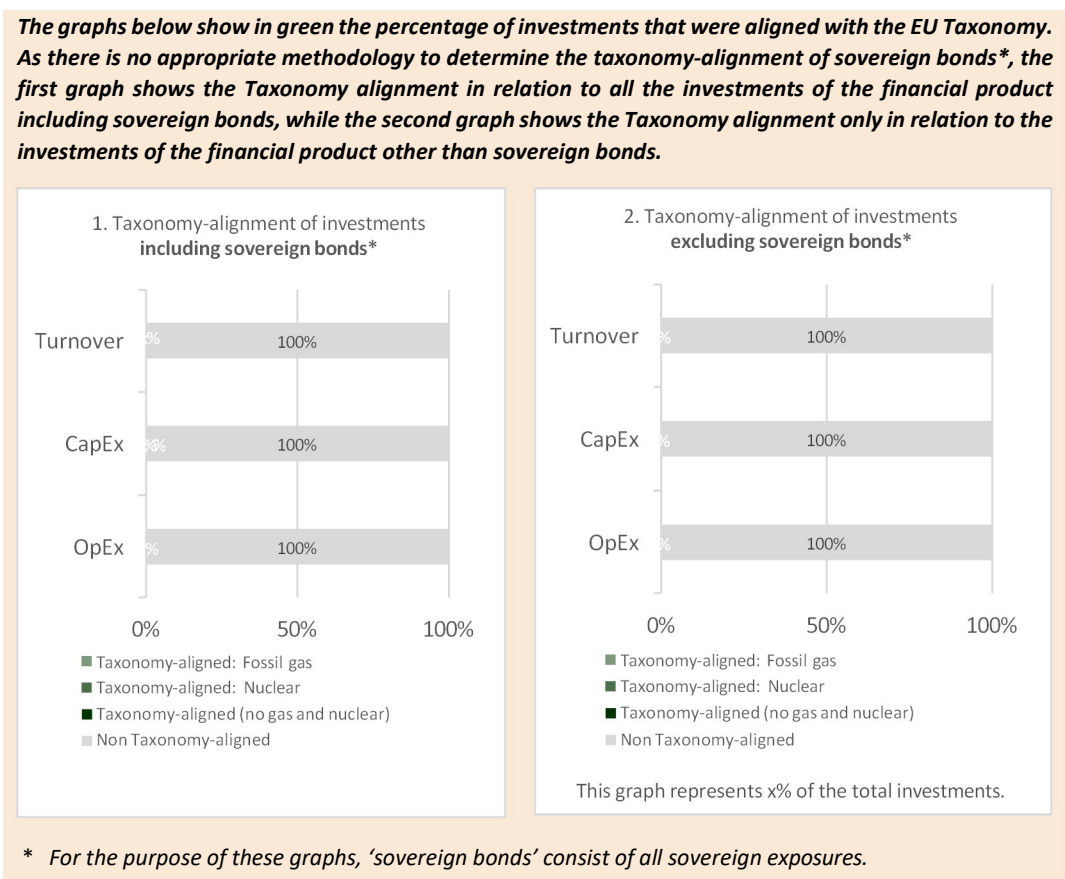 The graphs below show in green the percentage of investments that were aligned with the EU Taxonomy.
As there is no appropriate methodology to determine the taxonomy-alignment of sovereign bonds*, the
first graph shows the Taxonomy alignment in relation to all the investments of the financial product
including sovereign bonds, while the second graph shows the Taxonomy alignment only in relation to the
investments of the financial product other than sovereign bonds.
1. Taxonomy-alignment of investments
including sovereign bonds*
Turnover
%
100%
CapEx
%%
100%
OpEx
%
100%
0% 50% 100%
Taxonomy-aligned: Fossil gas
Taxonomy-aligned: Nuclear
Taxonomy-aligned (no gas and nuclear)
Non Taxonomy-aligned
2. Taxonomy-alignment of investments
excluding sovereign bonds*
Turnover
%
100%
CapEx
%
100%
OpEx
%
100%
0% 50% 100%
Taxonomy-aligned: Fossil gas
Taxonomy-aligned: Nuclear
Taxonomy-aligned (no gas and nuclear)
Non Taxonomy-aligned
This graph represents x% of the total investments.
* For the purpose of these graphs, ‘sovereign bonds’ consist of all sovereign exposures.